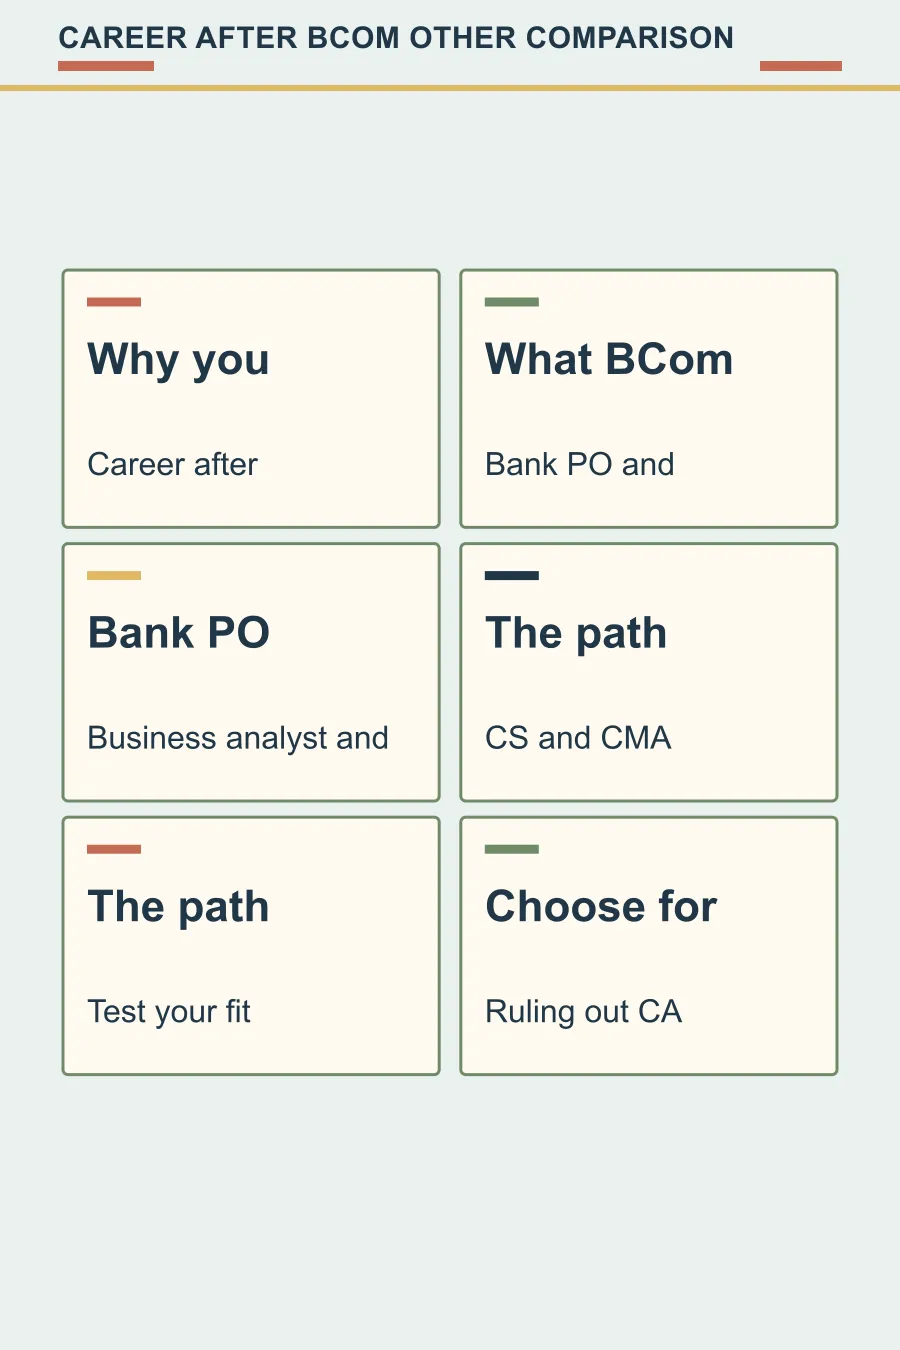 CAREER AFTER BCOM OTHER COMPARISON
Why you
Career after
What BCom
Bank PO and
Bank PO
Business analyst and
The path
CS and CMA
The path
Test your fit
Choose for
Ruling out CA